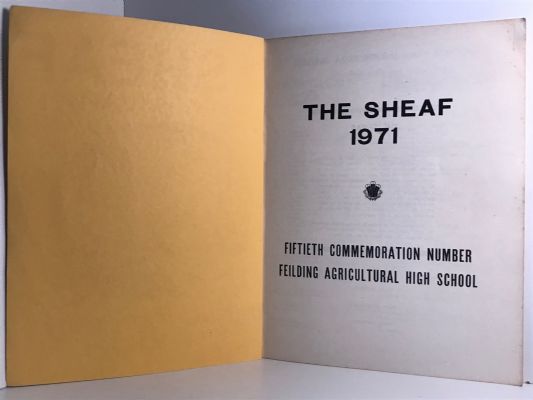 THE SHEAF
1971
FIFTIETH COMMEMORATION NUMBER
FEILDING AGRICULTURAL HIGH SCHOOL